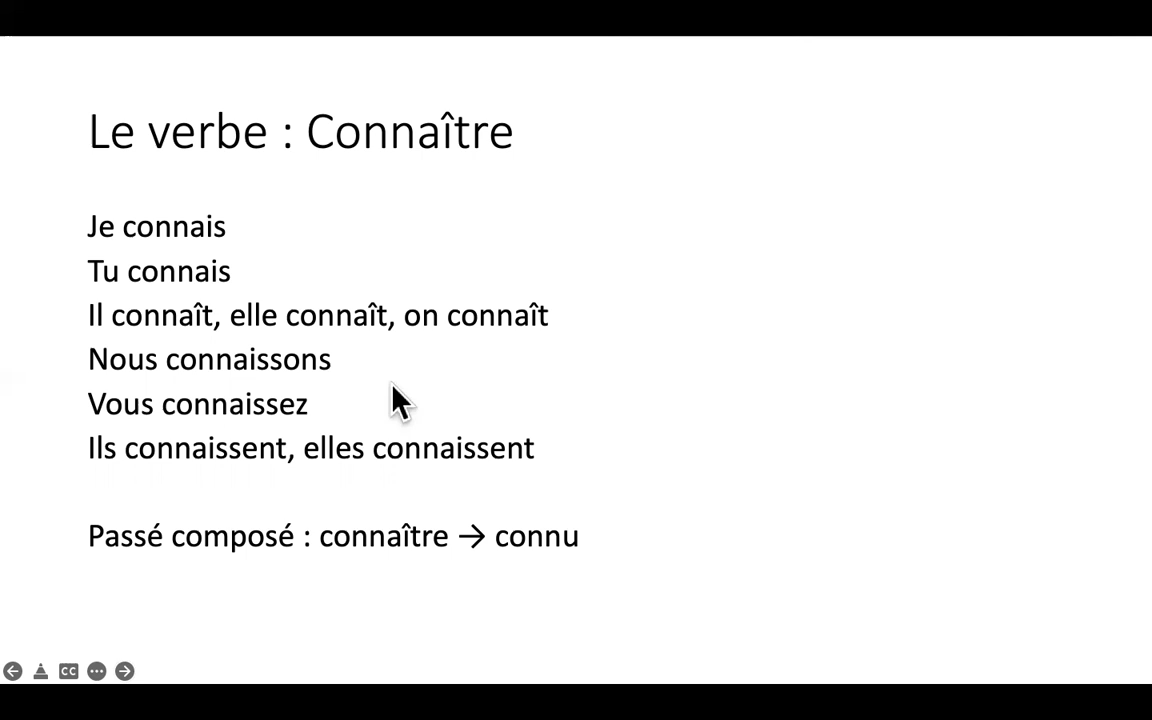 Le verbe : Connaître
Je connais
Tu connais
Il connaît, elle connaît, on connaît
Nous connaissons
Vous connaissez
Ils connaissent, elles connaissent
Passé composé : connaître → connu
CC